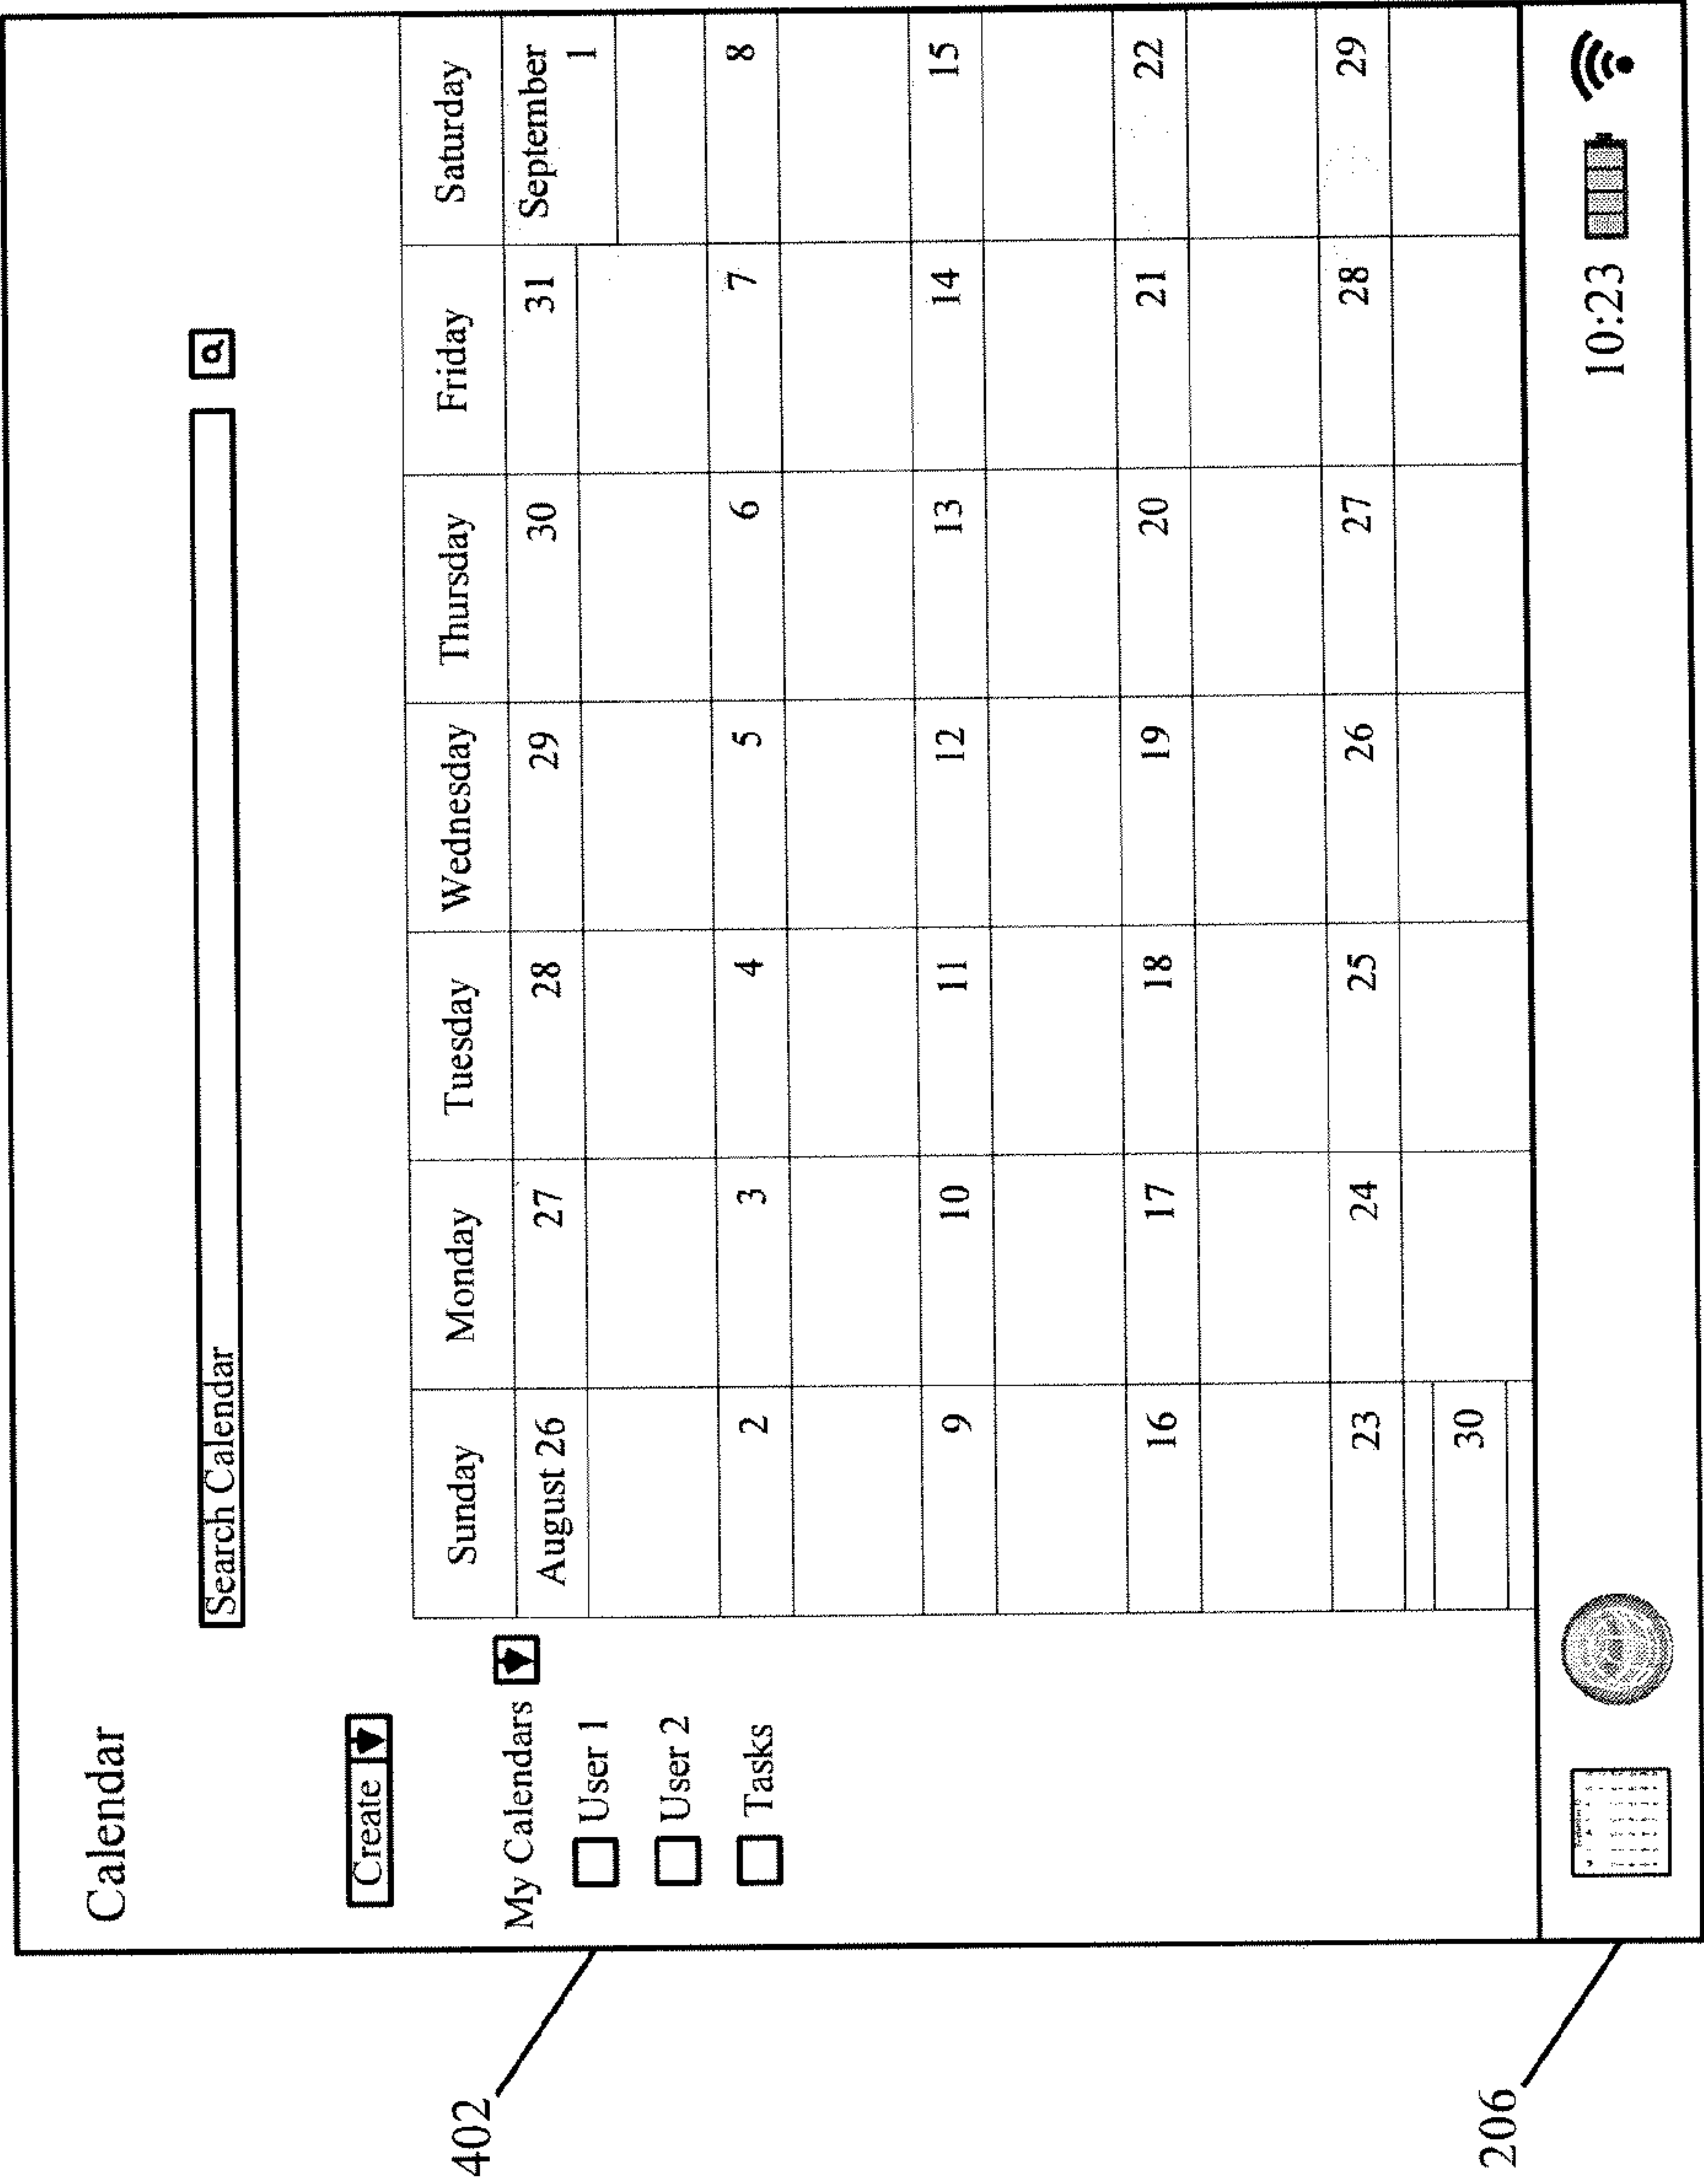 Calendar
Search Calendar
Create
My Calendars
User 1
User 2
Tasks
Sunday Monday Tuesday Wednesday Thursday Friday Saturday
August 26 27 28 29 30 31 September 1
2 3 4 5 6 7 8
9 10 11 12 13 14 15
16 17 18 19 20 21 22
23 24 25 26 27 28 29
30
10:23
402
206